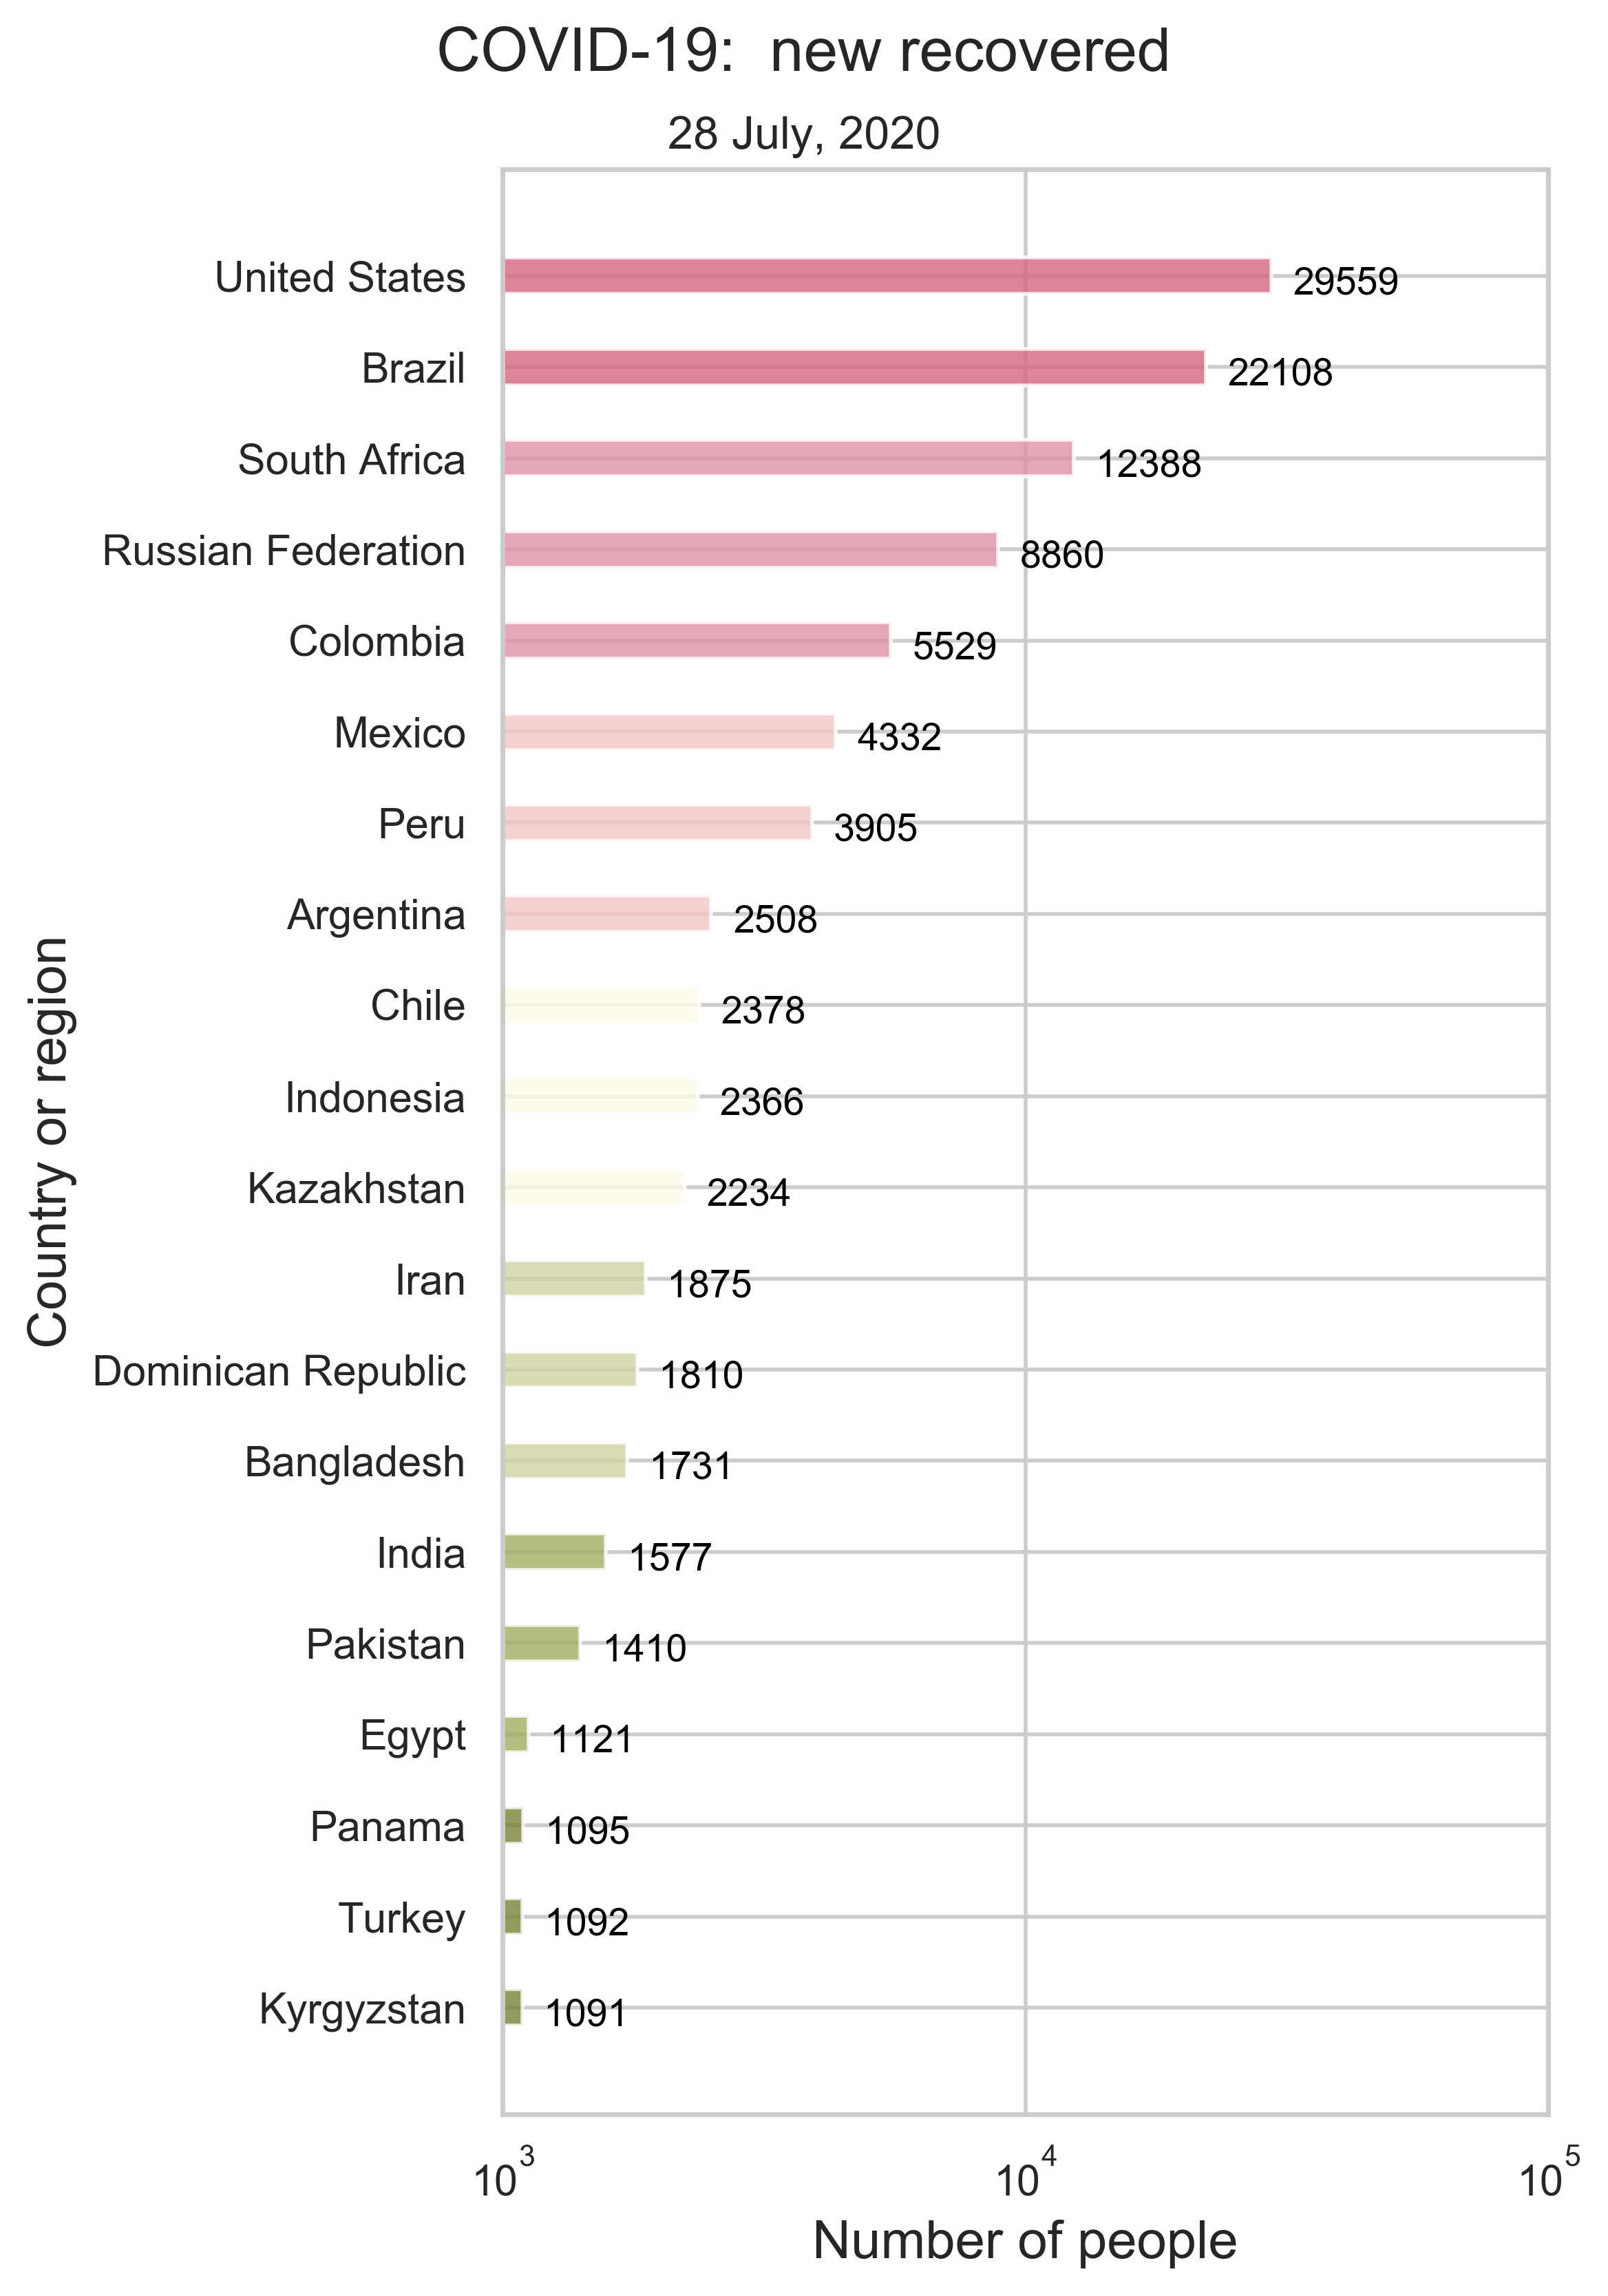 COVID-19:  new recovered
28 July, 2020
United States 29559
Brazil 22108
South Africa 12388
Russian Federation 8860
Colombia 5529
Mexico 4332
Peru 3905
Argentina 2508
Chile 2378
Indonesia 2366
Kazakhstan 2234
Iran 1875
Dominican Republic 1810
Bangladesh 1731
India 1577
Pakistan 1410
Egypt 1121
Panama 1095
Turkey 1092
Kyrgyzstan 1091
Country or region
10^3 10^4 10^5
Number of people